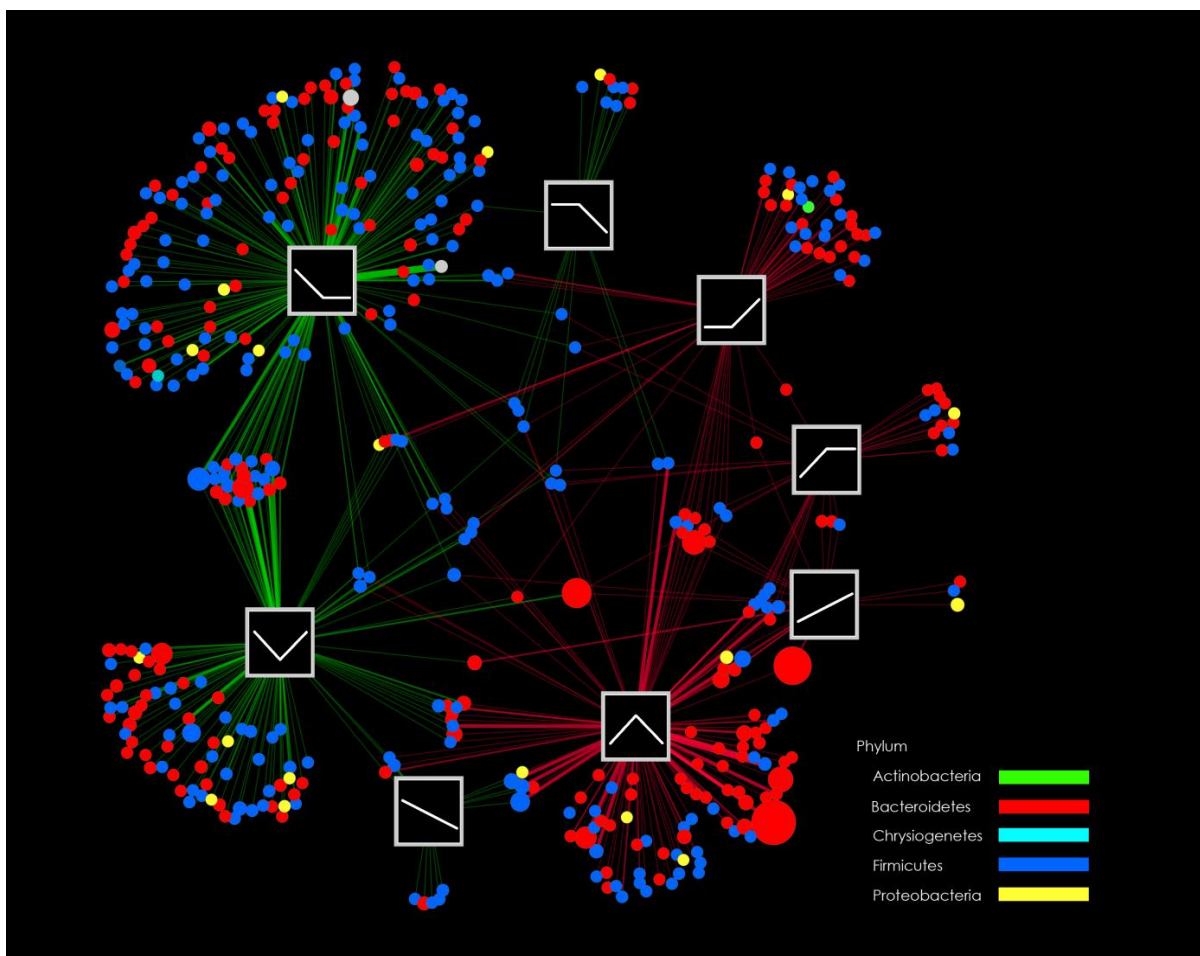 Phylum
Actinobacteria
Bacteroidetes
Chrysiogenetes
Firmicutes
Proteobacteria